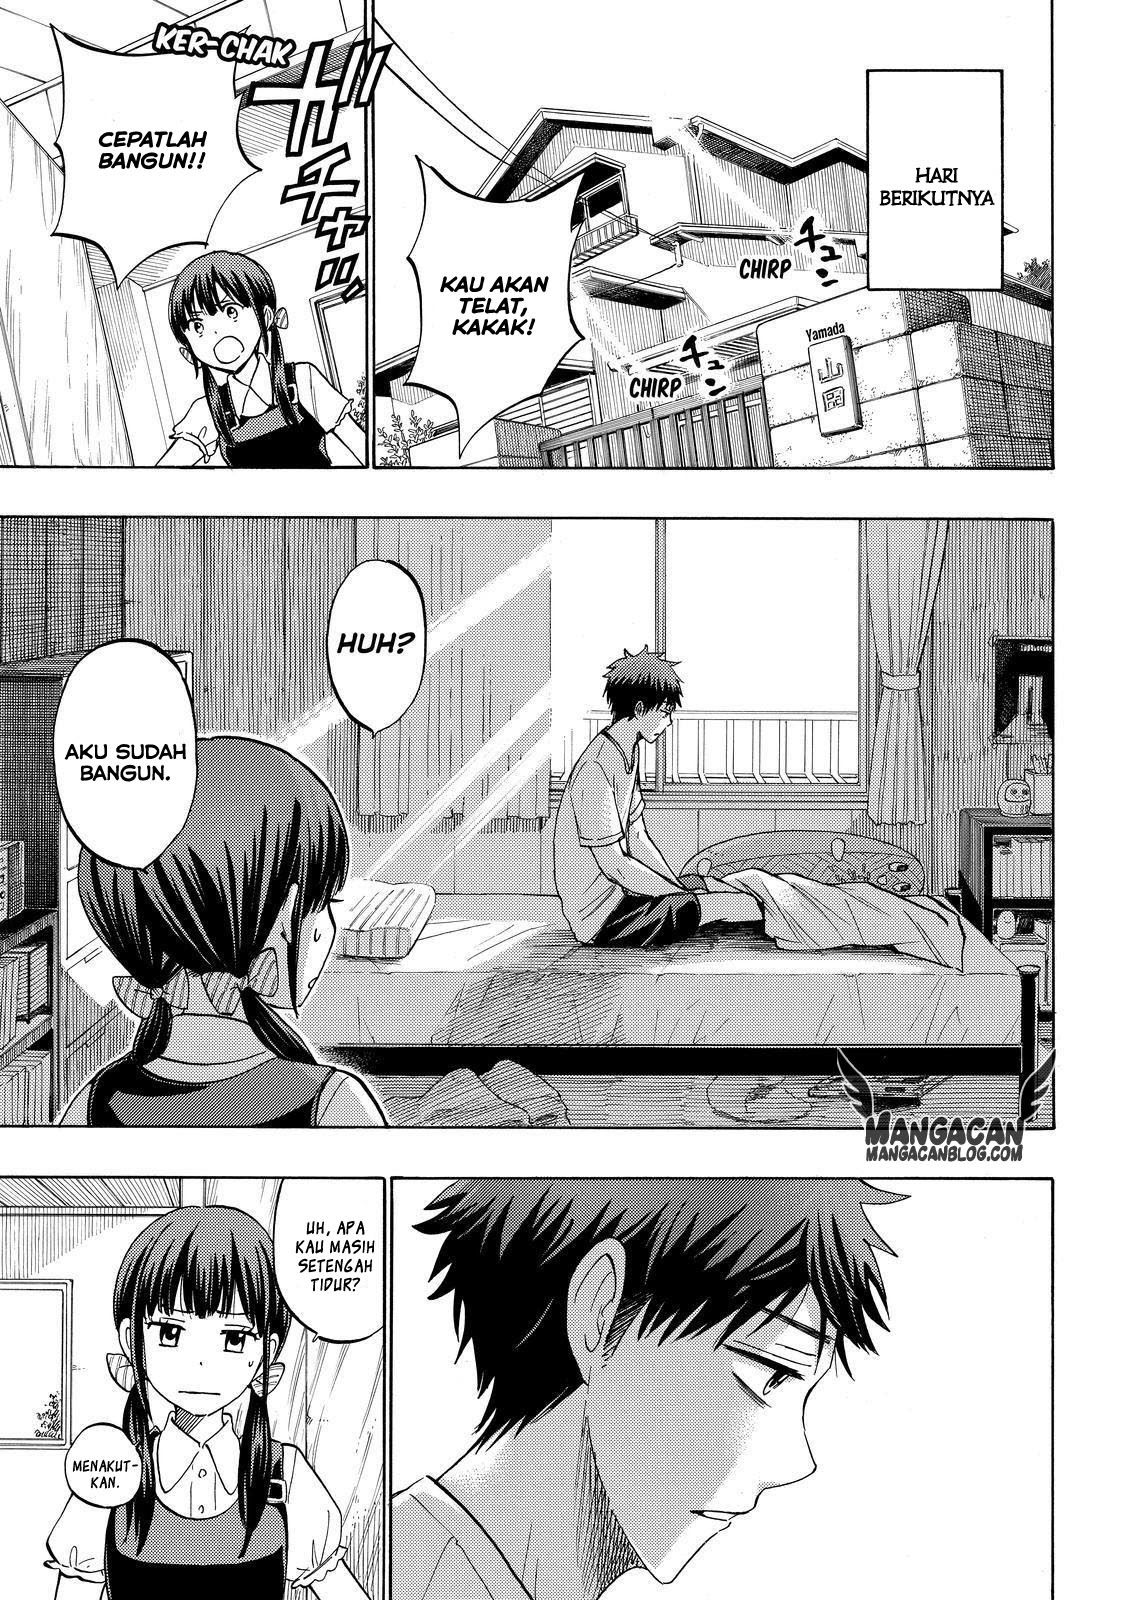 HARI
BERIKUTNYA
チュン
CHIRP
Yamada
山田
チュン
CHIRP
KAU AKAN
TELAT,
KAKAK!
KER-CHAK
ガチャッ!!
CEPATLAH
BANGUN!!
HUH?
AKU SUDAH
BANGUN.
MANGACAN
MANGACANBLOG.COM
UH, APA
KAU MASIH
SETENGAH
TIDUR?
MENAKUT-
KAN.